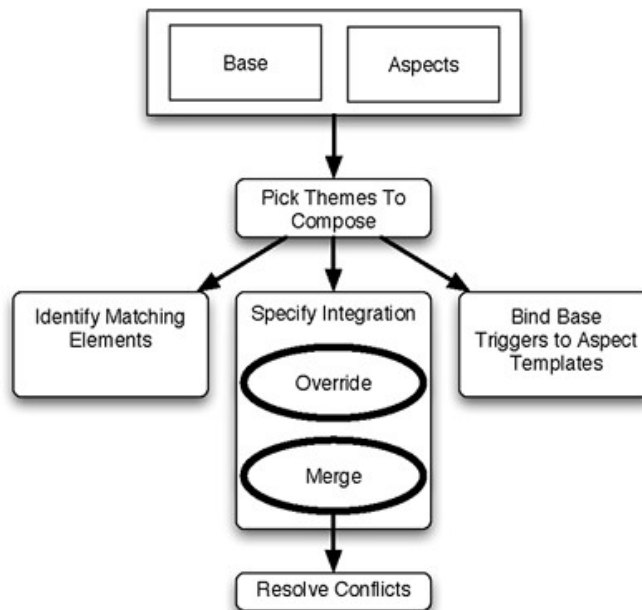 Base
Aspects
Pick Themes To
Compose
Identify Matching
Elements
Specify Integration
Override
Merge
Bind Base
Triggers to Aspect
Templates
Resolve Conflicts